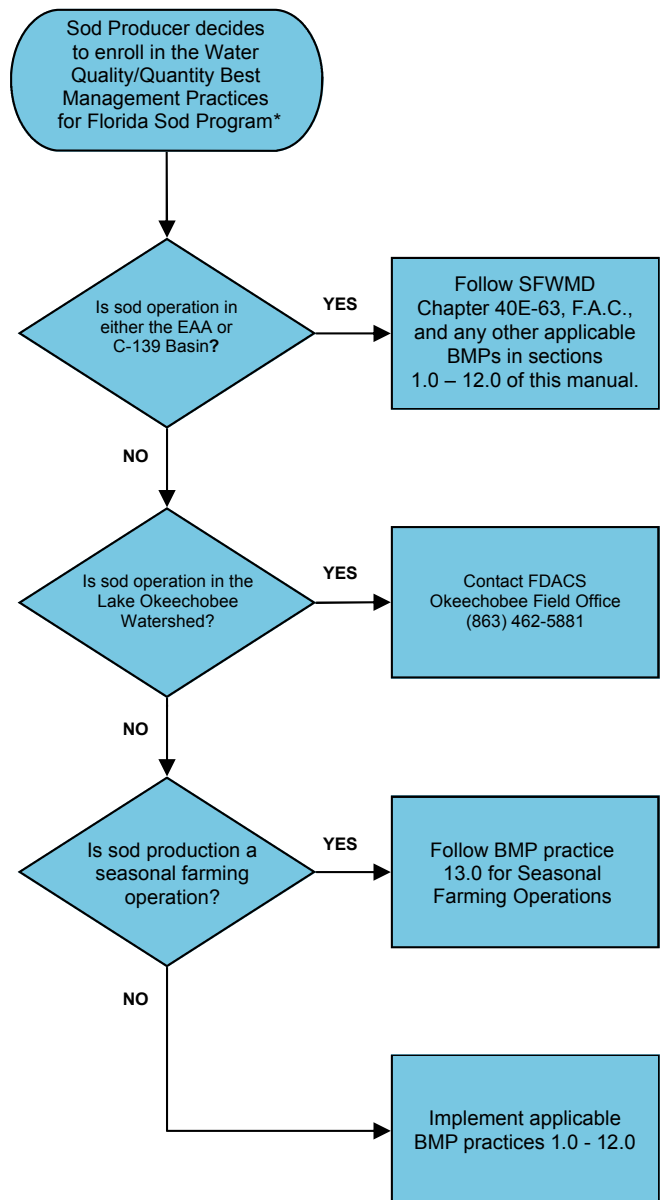 Sod Producer decides
to enroll in the Water
Quality/Quantity Best
Management Practices
for Florida Sod Program*
Is sod operation in
either the EAA or
C-139 Basin?
YES
Follow SFWMD
Chapter 40E-63, F.A.C.,
and any other applicable
BMPs in sections
1.0 – 12.0 of this manual.
NO
Is sod operation in the
Lake Okeechobee
Watershed?
YES
Contact FDACS
Okeechobee Field Office
(863) 462-5881
NO
Is sod production a
seasonal farming
operation?
YES
Follow BMP practice
13.0 for Seasonal
Farming Operations
NO
Implement applicable
BMP practices 1.0 - 12.0